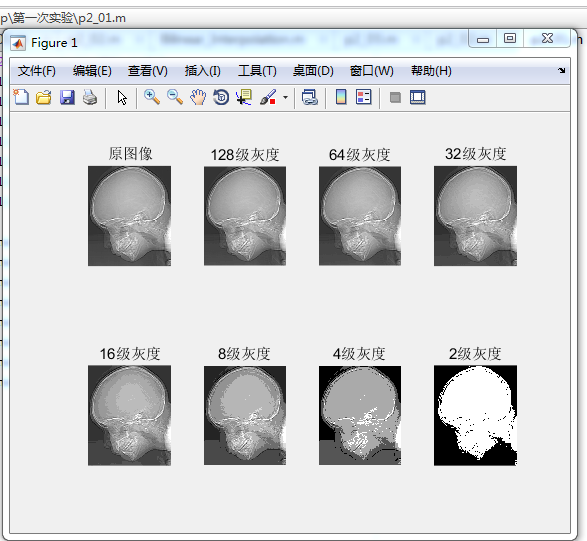 p\第一次实验\p2_01.m
Figure 1
文件(F) 编辑(E) 查看(V) 插入(I) 工具(T) 桌面(D) 窗口(W) 帮助(H)
原图像 128级灰度 64级灰度 32级灰度
16级灰度 8级灰度 4级灰度 2级灰度